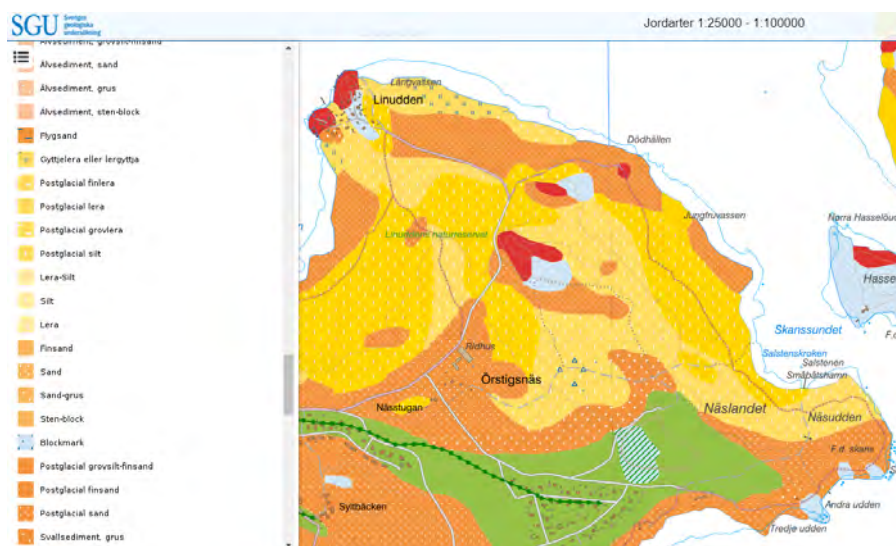 SGU Sveriges
geologiska
undersökning
Jordarter 1:25000 - 1:100000
Älvsediment, grovsilt-finsand
Älvsediment, sand
Älvsediment, grus
Älvsediment, sten-block
Flygsand
Gyttjelera eller lergyttja
Postglacial finlera
Postglacial lera
Postglacial grovlera
Postglacial silt
Lera-Silt
Silt
Lera
Finsand
Sand
Sand-grus
Sten-block
Blockmark
Postglacial grovsilt-finsand
Postglacial finsand
Postglacial sand
Svallsediment, grus
Långvassen
Linudden
Dödhällen
Jungfruvassen
Linuddens naturreservat
Norra Hasselöud
Hasse
Skanssundet
F.d.
Salstenskroken
Salstenen
Ridhus
Småbåtshamn
Örstigsnäs
Nässtugan
Näslandet
Näsudden
F.d. skans
Syltbäcken
Andra udden
Tredje udden